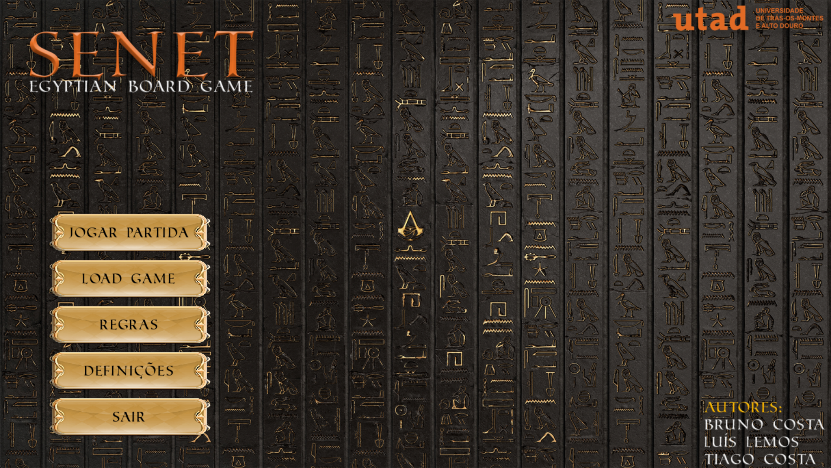 SENET
EGYPTIAN BOARD GAME
utad
UNIVERSIDADE
DE TRÁS-OS-MONTES
E ALTO DOURO
JOGAR PARTIDA
LOAD GAME
REGRAS
DEFINIÇÕES
SAIR
AUTORES:
BRUNO COSTA
LUÍS LEMOS
TIAGO COSTA